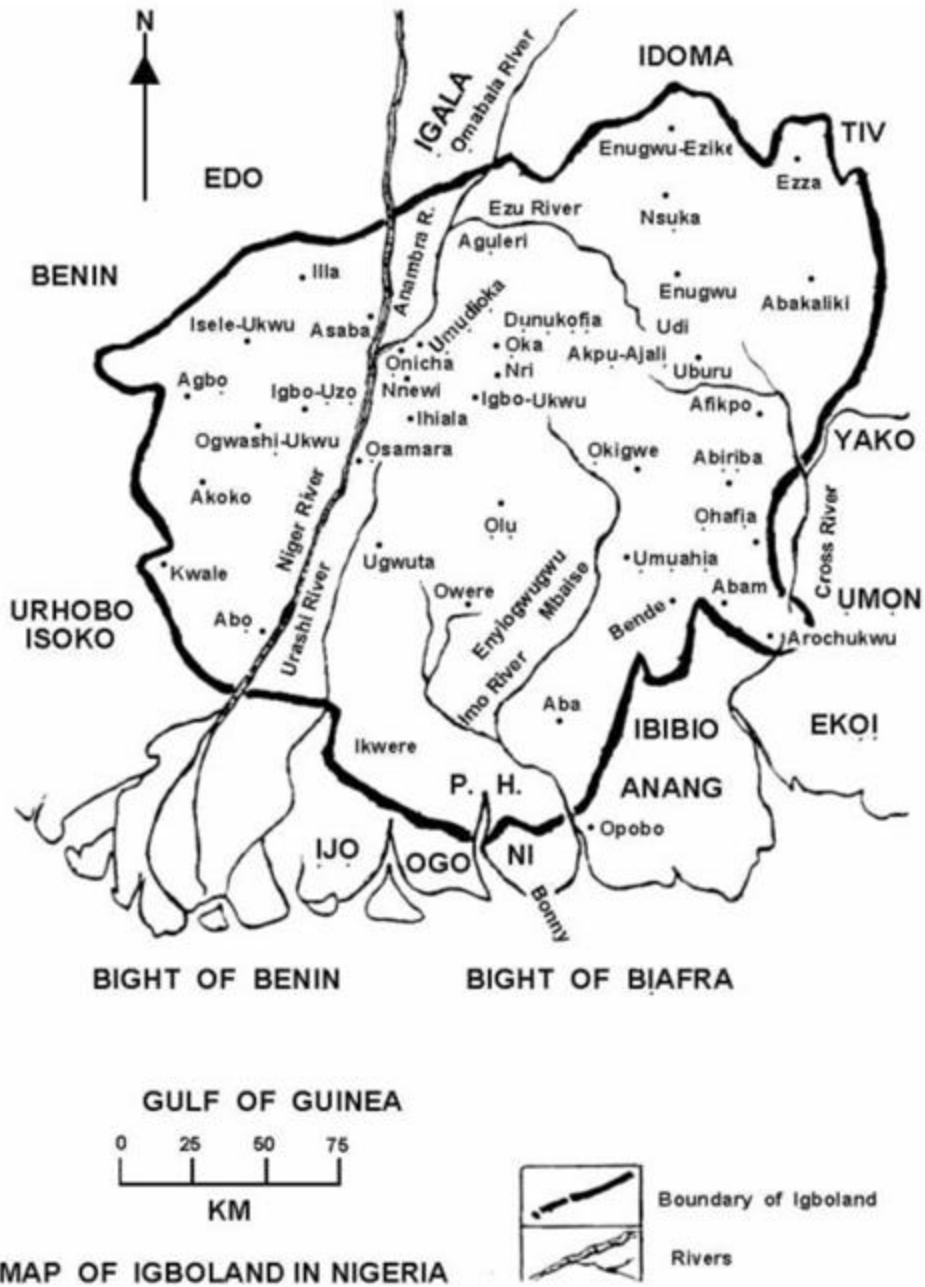 N
IDOMA
IGALA
Omabala River
TIV
Enugwu-Ezike
EDO
Ezza
Nsuka
Ezu River
Anambra R.
Aguleri
BENIN
Illa
Enugwu
Abakaliki
Umudioka
Isele-Ukwu
Asaba
Dunukofia
Udi
Oka
Akpu-Ajali
Onicha
Uburu
Agbo
Igbo-Uzo
Nnewi
Nri
Igbo-Ukwu
Afikpo
Ihiala
Ogwashi-Ukwu
YAKO
Osamara
Okigwe
Abiriba
Akoko
Niger River
Olu
Ohafia
Cross River
Ugwuta
Umuahia
Kwale
Enyiogwugwu
Mbaise
Owere
Abam
URHOBO
ISOKO
Urashi River
Bende
UMON
Abo
Arochukwu
Imo River
Aba
IBIBIO
EKOI
Ikwere
P. H.
ANANG
Opobo
IJO
OGO
NI
Bonny
BIGHT OF BENIN
BIGHT OF BIAFRA
GULF OF GUINEA
0 25 50 75
KM
Boundary of Igboland
Rivers
MAP OF IGBOLAND IN NIGERIA